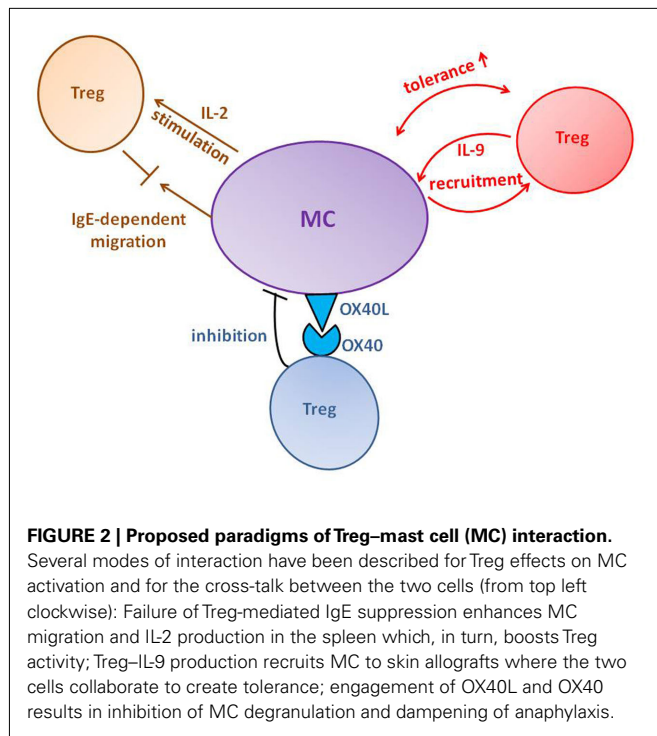 Treg
IL-2
stimulation
IgE-dependent
migration
MC
tolerance ↑
IL-9
recruitment
Treg
OX40L
OX40
inhibition
Treg
FIGURE 2 | Proposed paradigms of Treg–mast cell (MC) interaction.
Several modes of interaction have been described for Treg effects on MC
activation and for the cross-talk between the two cells (from top left
clockwise): Failure of Treg-mediated IgE suppression enhances MC
migration and IL-2 production in the spleen which, in turn, boosts Treg
activity; Treg–IL-9 production recruits MC to skin allografts where the two
cells collaborate to create tolerance; engagement of OX40L and OX40
results in inhibition of MC degranulation and dampening of anaphylaxis.